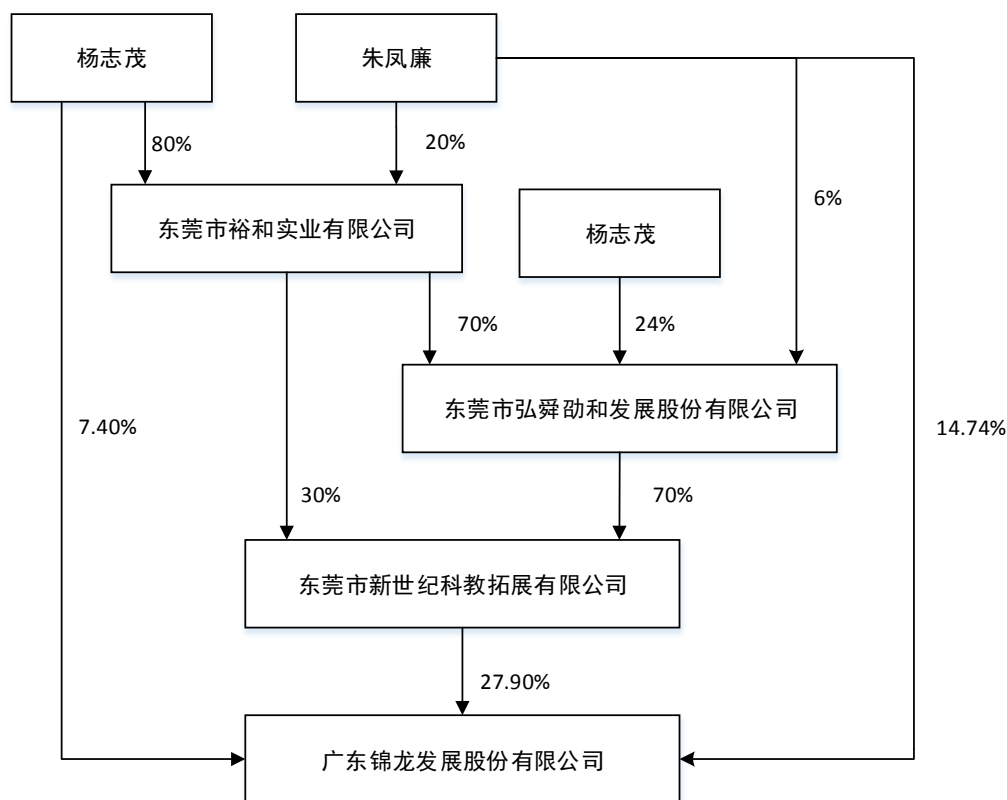 杨志茂
朱凤廉
80%
20%
6%
东莞市裕和实业有限公司
杨志茂
70%
24%
东莞市弘舜劭和发展股份有限公司
7.40%
14.74%
30%
70%
东莞市新世纪科教拓展有限公司
27.90%
广东锦龙发展股份有限公司